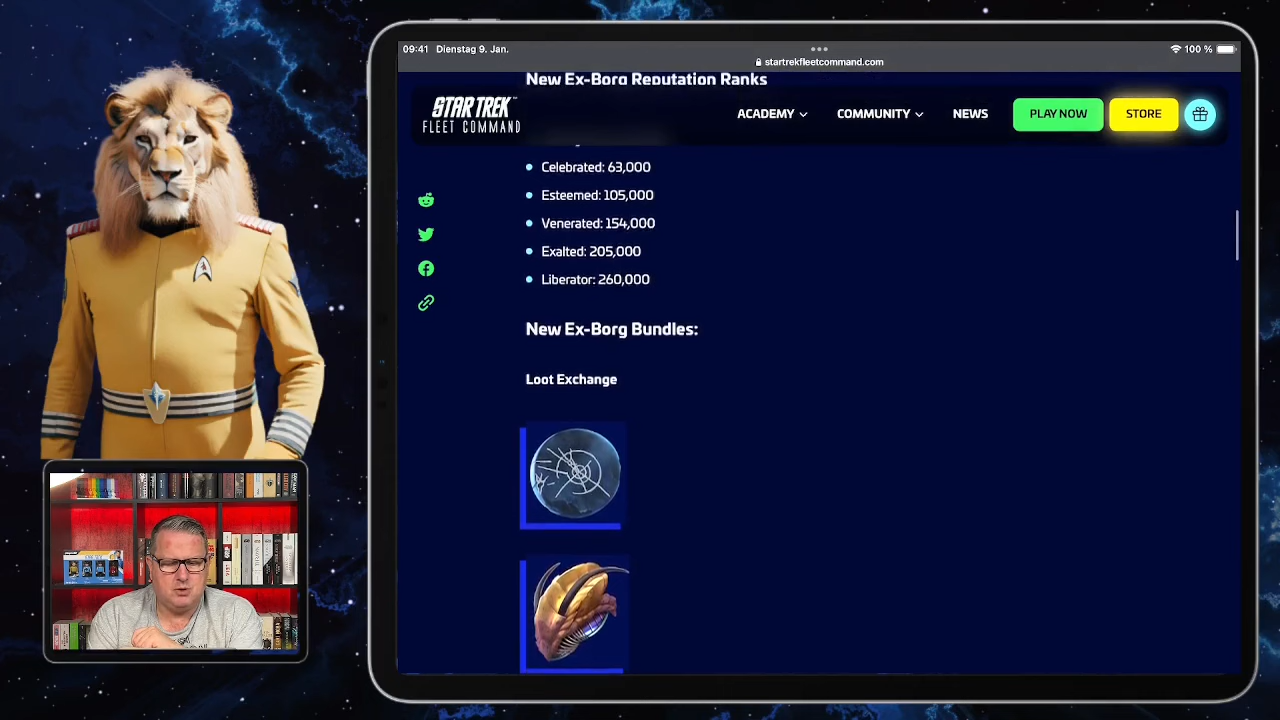 09:41 Dienstag 9. Jan.
100 %
startrekfleetcommand.com
New Ex-Borg Reputation Ranks
STAR TREK
FLEET COMMAND
ACADEMY
COMMUNITY
NEWS
PLAY NOW
STORE
Celebrated: 63,000
Esteemed: 105,000
Venerated: 154,000
Exalted: 205,000
Liberator: 260,000
New Ex-Borg Bundles:
Loot Exchange